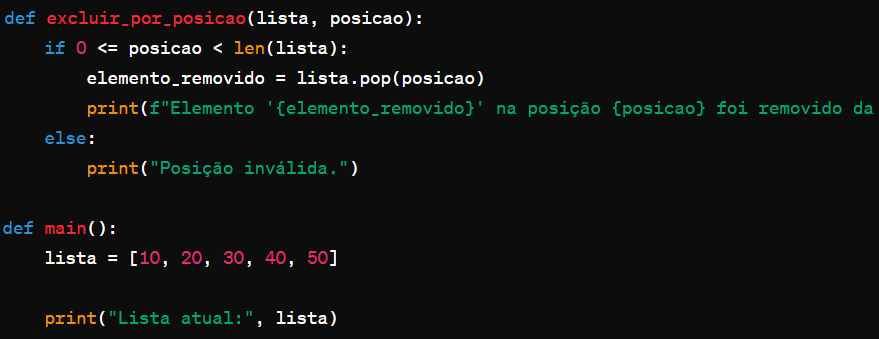 def excluir_por_posicao(lista, posicao):
    if 0 <= posicao < len(lista):
        elemento_removido = lista.pop(posicao)
        print(f"Elemento '{elemento_removido}' na posição {posicao} foi removido da
    else:
        print("Posição inválida.")
def main():
    lista = [10, 20, 30, 40, 50]
    print("Lista atual:", lista)